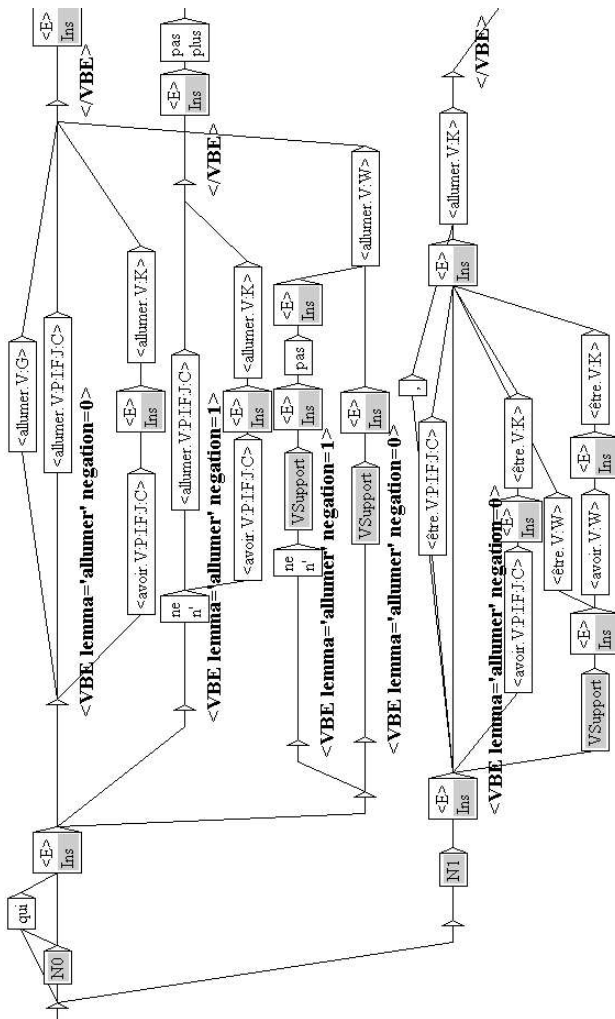 qui
N0
<E>
Ins
<allumer.V:G>
<allumer.V:P:I:F:J:C>
<VBE lemma='allumer' negation=0>
<avoir.V:P:I:F:J:C>
<E>
Ins
<allumer.V:K>
</VBE>
<E>
Ins
ne
n'
<allumer.V:P:I:F:J:C>
<VBE lemma='allumer' negation=1>
<avoir.V:P:I:F:J:C>
<E>
Ins
<allumer.V:K>
</VBE>
<E>
Ins
pas
plus
ne
n'
VSupport
<E>
Ins
pas
<E>
Ins
<VBE lemma='allumer' negation=1>
VSupport
<E>
Ins
<allumer.V:W>
<VBE lemma='allumer' negation=0>
N1
<E>
Ins
,
<être.V:P:I:F:J:C>
<VBE lemma='allumer' negation=0>
<avoir.V:P:I:F:J:C>
<E>
Ins
<être.V:K>
<être.V:W>
VSupport
<E>
Ins
<avoir.V:W>
<E>
Ins
<être.V:K>
<E>
Ins
<allumer.V:K>
</VBE>